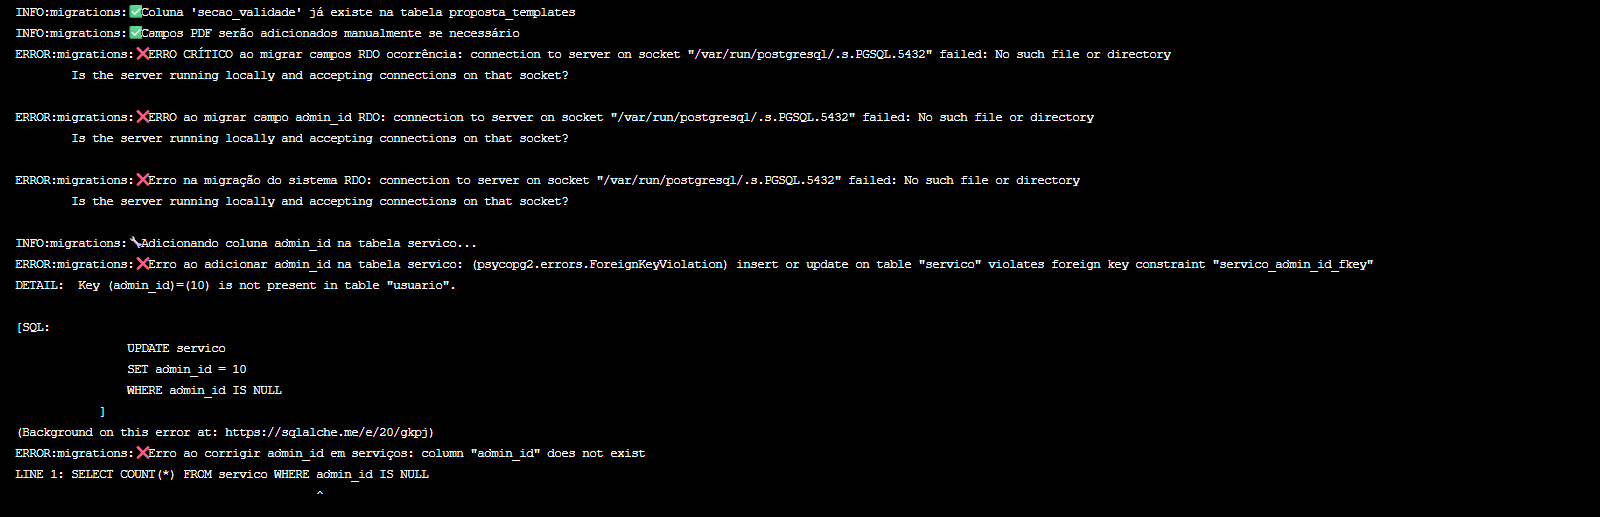 INFO:migrations:✅Coluna 'secao_validade' já existe na tabela proposta_templates
INFO:migrations:✅Campos PDF serão adicionados manualmente se necessário
ERROR:migrations:❌ERRO CRÍTICO ao migrar campos RDO ocorrência: connection to server on socket "/var/run/postgresql/.s.PGSQL.5432" failed: No such file or directory
Is the server running locally and accepting connections on that socket?
ERROR:migrations:❌ERRO ao migrar campo admin_id RDO: connection to server on socket "/var/run/postgresql/.s.PGSQL.5432" failed: No such file or directory
Is the server running locally and accepting connections on that socket?
ERROR:migrations:❌Erro na migração do sistema RDO: connection to server on socket "/var/run/postgresql/.s.PGSQL.5432" failed: No such file or directory
Is the server running locally and accepting connections on that socket?
INFO:migrations:🔧Adicionando coluna admin_id na tabela servico...
ERROR:migrations:❌Erro ao adicionar admin_id na tabela servico: (psycopg2.errors.ForeignKeyViolation) insert or update on table "servico" violates foreign key constraint "servico_admin_id_fkey"
DETAIL:  Key (admin_id)=(10) is not present in table "usuario".
[SQL:
UPDATE servico
SET admin_id = 10
WHERE admin_id IS NULL
]
(Background on this error at: https://sqlalche.me/e/20/gkpj)
ERROR:migrations:❌Erro ao corrigir admin_id em serviços: column "admin_id" does not exist
LINE 1: SELECT COUNT(*) FROM servico WHERE admin_id IS NULL
^